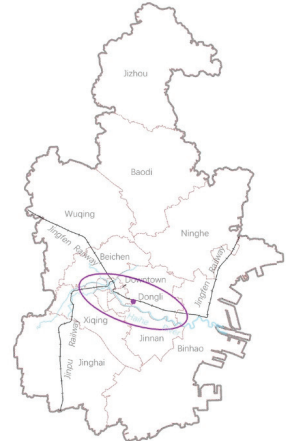 Jizhou
Baodi
Wuqing
Ninghe
Jingfen Railway
Beichen
Downtown
Dongli
Jingfen Railway
Xiqing
Jinnan
Binhao
Jinghai
Jinpu Railway